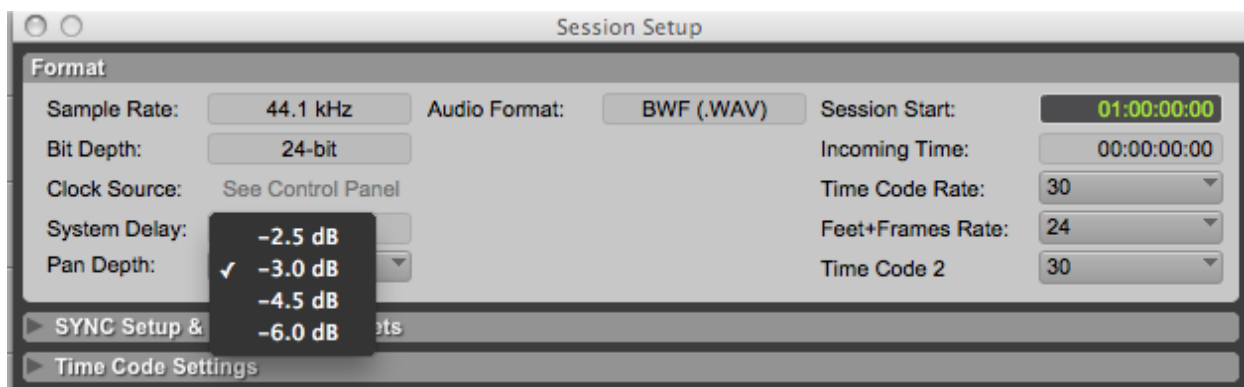 Session Setup
Format
Sample Rate: 44.1 kHz Audio Format: BWF (.WAV) Session Start: 01:00:00:00
Bit Depth: 24-bit Incoming Time: 00:00:00:00
Clock Source: See Control Panel Time Code Rate: 30
System Delay: Feet+Frames Rate: 24
Pan Depth: Time Code 2 30
-2.5 dB
✓ -3.0 dB
-4.5 dB
-6.0 dB
SYNC Setup &
Time Code Settings